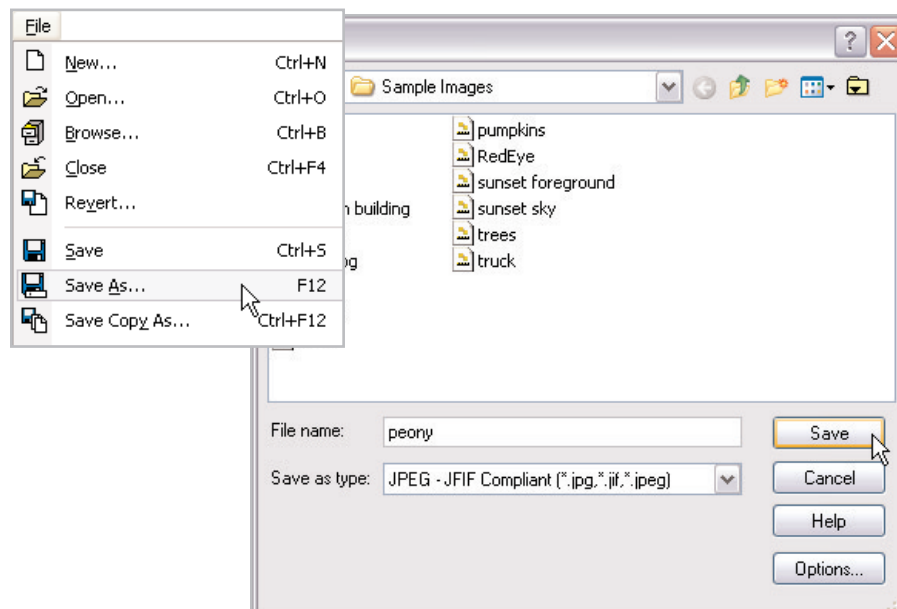 File
New... Ctrl+N
Open... Ctrl+O
Browse... Ctrl+B
Close Ctrl+F4
Revert...
Save Ctrl+S
Save As... F12
Save Copy As... Ctrl+F12
?
Sample Images
building
pumpkins
RedEye
sunset foreground
sunset sky
trees
truck
File name: peony
Save as type: JPEG - JFIF Compliant (*.jpg,*.jif,*.jpeg)
Save
Cancel
Help
Options...